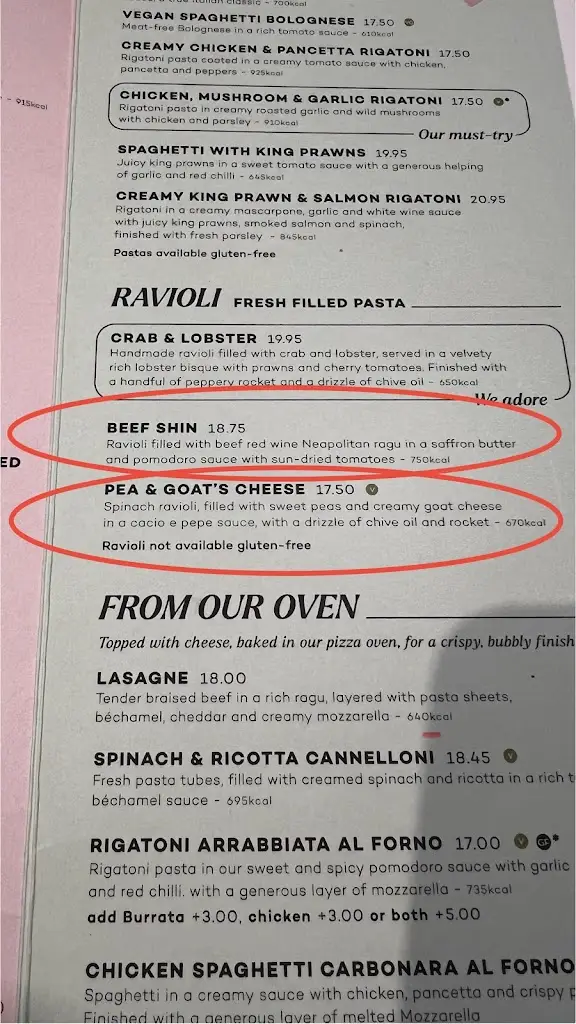 italian classic - 700kcal
VEGAN SPAGHETTI BOLOGNESE 17.50
Meat-free Bolognese in a rich tomato sauce - 610kcal
CREAMY CHICKEN & PANCETTA RIGATONI 17.50
Rigatoni pasta coated in a creamy tomato sauce with chicken,
pancetta and peppers - 925kcal
- 915kcal
CHICKEN, MUSHROOM & GARLIC RIGATONI 17.50 *
Rigatoni pasta in creamy roasted garlic and wild mushrooms
with chicken and parsley - 910kcal
Our must-try
SPAGHETTI WITH KING PRAWNS 19.95
Juicy king prawns in a sweet tomato sauce with a generous helping
of garlic and red chilli - 645kcal
CREAMY KING PRAWN & SALMON RIGATONI 20.95
Rigatoni in a creamy mascarpone, garlic and white wine sauce
with juicy king prawns, smoked salmon and spinach,
finished with fresh parsley - 845kcal
Pastas available gluten-free
RAVIOLI FRESH FILLED PASTA
CRAB & LOBSTER 19.95
Handmade ravioli filled with crab and lobster, served in a velvety
rich lobster bisque with prawns and cherry tomatoes. Finished with
a handful of peppery rocket and a drizzle of chive oil - 650kcal
We adore
BEEF SHIN 18.75
Ravioli filled with beef red wine Neapolitan ragu in a saffron butter
and pomodoro sauce with sun-dried tomatoes - 750kcal
ED
PEA & GOAT'S CHEESE 17.50 V
Spinach ravioli, filled with sweet peas and creamy goat cheese
in a cacio e pepe sauce, with a drizzle of chive oil and rocket - 670kcal
Ravioli not available gluten-free
FROM OUR OVEN
Topped with cheese, baked in our pizza oven, for a crispy, bubbly finish
LASAGNE 18.00
Tender braised beef in a rich ragu, layered with pasta sheets,
béchamel, cheddar and creamy mozzarella - 640kcal
SPINACH & RICOTTA CANNELLONI 18.45 V
Fresh pasta tubes, filled with creamed spinach and ricotta in a rich t
béchamel sauce - 695kcal
RIGATONI ARRABBIATA AL FORNO 17.00 V GF*
Rigatoni pasta in our sweet and spicy pomodoro sauce with garlic
and red chilli. with a generous layer of mozzarella - 735kcal
add Burrata +3.00, chicken +3.00 or both +5.00
CHICKEN SPAGHETTI CARBONARA AL FORNO
Spaghetti in a creamy sauce with chicken, pancetta and crispy p
Finished with a generous layer of melted Mozzarella